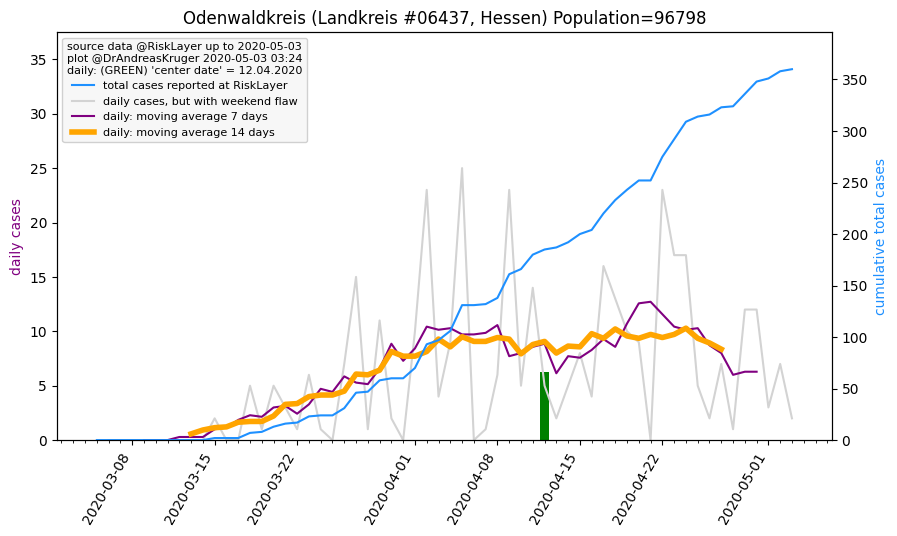 Odenwaldkreis (Landkreis #06437, Hessen) Population=96798
source data @RiskLayer up to 2020-05-03
plot @DrAndreasKruger 2020-05-03 03:24
daily: (GREEN) 'center date' = 12.04.2020
total cases reported at RiskLayer
daily cases, but with weekend flaw
daily: moving average 7 days
daily: moving average 14 days
daily cases
35
30
25
20
15
10
5
0
350
300
250
200
150
100
50
0
cumulative total cases
2020-03-08
2020-03-15
2020-03-22
2020-04-01
2020-04-08
2020-04-15
2020-04-22
2020-05-01